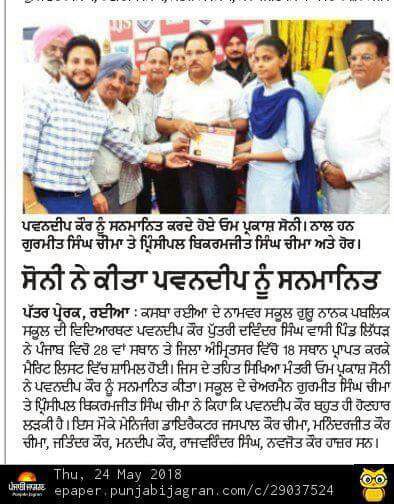 ਪਵਨਦੀਪ ਕੌਰ ਨੂੰ ਸਨਮਾਨਿਤ ਕਰਦੇ ਹੋਏ ਓਮ ਪ੍ਰਕਾਸ਼ ਸੋਨੀ। ਨਾਲ ਹਨ
ਗੁਰਮੀਤ ਸਿੰਘ ਚੀਮਾ ਤੇ ਪ੍ਰਿੰਸੀਪਲ ਬਿਕਰਮਜੀਤ ਸਿੰਘ ਚੀਮਾ ਅਤੇ ਹੋਰ।
ਸੋਨੀ ਨੇ ਕੀਤਾ ਪਵਨਦੀਪ ਨੂੰ ਸਨਮਾਨਿਤ
ਪੱਤਰ ਪ੍ਰੇਰਕ, ਰਈਆ : ਕਸਬਾ ਰਈਆ ਦੇ ਨਾਮਵਰ ਸਕੂਲ ਗੁਰੂ ਨਾਨਕ ਪਬਲਿਕ
ਸਕੂਲ ਦੀ ਵਿਦਿਆਰਥਣ ਪਵਨਦੀਪ ਕੌਰ ਪੁੱਤਰੀ ਦਵਿੰਦਰ ਸਿੰਘ ਵਾਸੀ ਪਿੰਡ ਲਿੱਧੜ
ਨੇ ਪੰਜਾਬ ਵਿਚੋਂ 28 ਵਾਂ ਸਥਾਨ ਤੇ ਜ਼ਿਲਾ ਅੰਮ੍ਰਿਤਸਰ ਵਿੱਚੋਂ 18 ਸਥਾਨ ਪ੍ਰਾਪਤ ਕਰਕੇ
ਮੈਰਿਟ ਲਿਸਟ ਵਿੱਚ ਸ਼ਾਮਿਲ ਹੋਈ। ਜਿਸ ਦੇ ਤਹਿਤ ਸਿਖਿਆ ਮੰਤਰੀ ਓਮ ਪ੍ਰਕਾਸ਼ ਸੋਨੀ
ਨੇ ਪਵਨਦੀਪ ਕੌਰ ਨੂੰ ਸਨਮਾਨਿਤ ਕੀਤਾ। ਸਕੂਲ ਦੇ ਚੇਅਰਮੈਨ ਗੁਰਮੀਤ ਸਿੰਘ ਚੀਮਾ
ਤੇ ਪ੍ਰਿੰਸੀਪਲ ਬਿਕਰਮਜੀਤ ਸਿੰਘ ਚੀਮਾ ਨੇ ਕਿਹਾ ਕਿ ਪਵਨਦੀਪ ਕੌਰ ਬਹੁਤ ਹੀ ਹੋਣਹਾਰ
ਲੜਕੀ ਹੈ। ਇਸ ਮੌਕੇ ਮੈਨੇਜਿੰਗ ਡਾਇਰੈਕਟਰ ਜਸਪਾਲ ਕੌਰ ਚੀਮਾ, ਮਨਿੰਦਰਜੀਤ ਕੌਰ
ਚੀਮਾ, ਜਤਿੰਦਰ ਕੌਰ, ਮਨਦੀਪ ਕੌਰ, ਰਾਜਵਰਿੰਦਰ ਸਿੰਘ, ਨਵਜੋਤ ਕੌਰ ਹਾਜ਼ਰ ਸਨ।
ਪੰਜਾਬੀ ਜਾਗਰਣ
Thu, 24 May 2018
epaper.punjabijagran.com/c/29037524